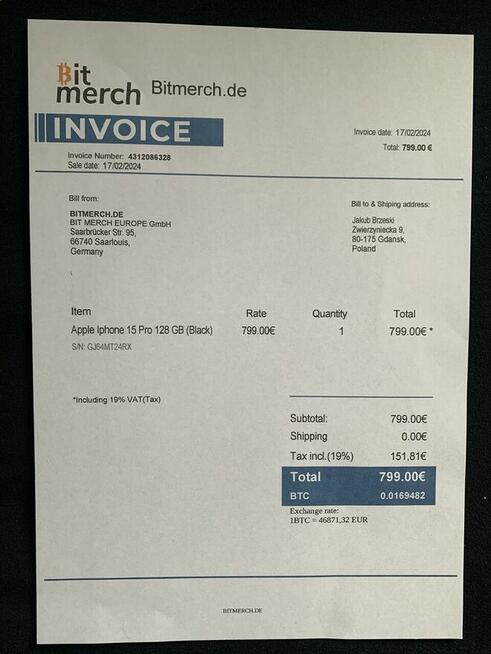 Bit
merch Bitmerch.de
INVOICE
Invoice date: 17/02/2024
Total: 799.00 €
Invoice Number: 4312086328
Sale date: 17/02/2024
Bill from:
BITMERCH.DE
BIT MERCH EUROPE GmbH
Saarbrücker Str. 95,
66740 Saarlouis,
Germany
Bill to & Shiping address:
Jakub Brzeski
Zwierzyniecka 9,
80-175 Gdansk,
Poland
Item Rate Quantity Total
Apple Iphone 15 Pro 128 GB (Black) 799.00€ 1 799.00€ *
S/N: GJ64MT24RX
*Including 19% VAT(Tax)
Subtotal: 799.00€
Shipping 0.00€
Tax incl.(19%) 151,81€
Total 799.00€
BTC 0.0169482
Exchange rate:
1BTC = 46871,32 EUR
BITMERCH.DE